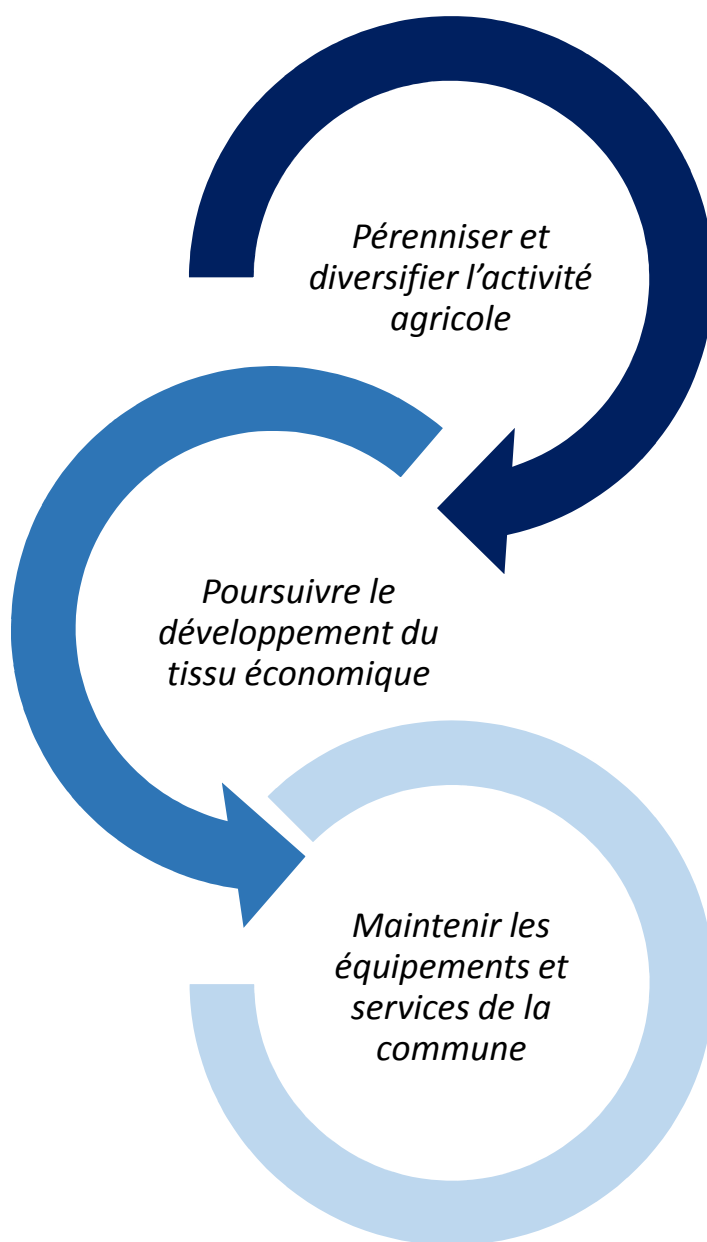 Pérenniser et
diversifier l’activité
agricole
Poursuivre le
développement du
tissu économique
Maintenir les
équipements et
services de la
commune